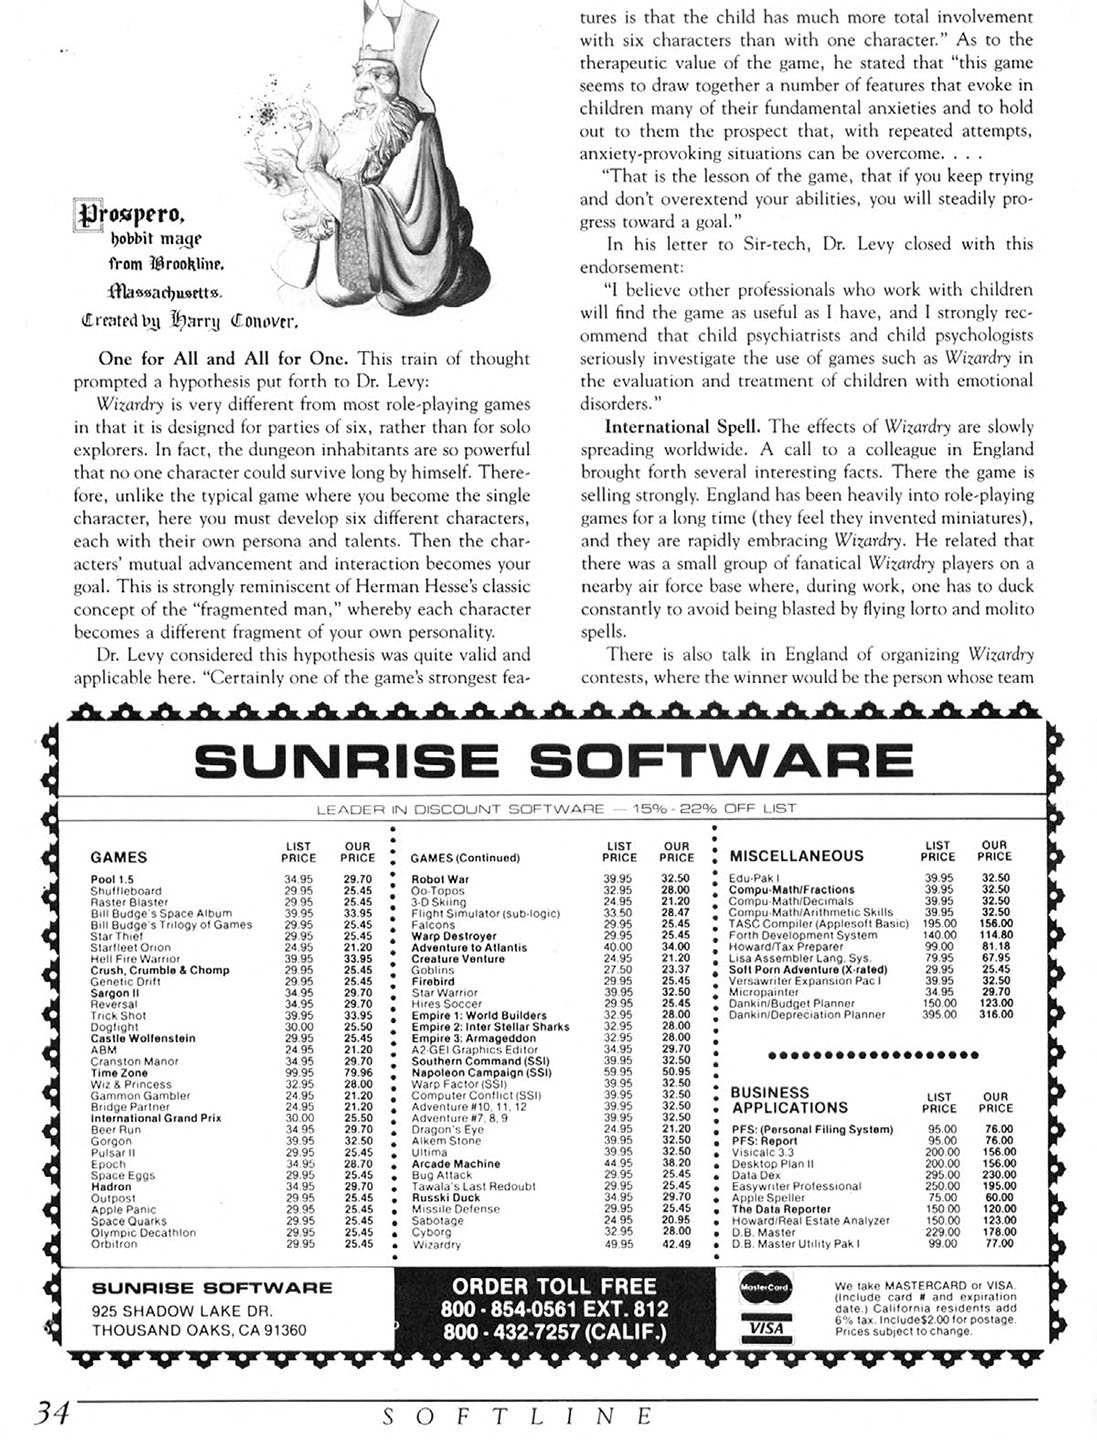 Prospero,
hobbit mage
from Brookline,
Massachusetts.
Created by Harry Conover.
One for All and All for One. This train of thought
prompted a hypothesis put forth to Dr. Levy:
Wizardry is very different from most role-playing games
in that it is designed for parties of six, rather than for solo
explorers. In fact, the dungeon inhabitants are so powerful
that no one character could survive long by himself. There-
fore, unlike the typical game where you become the single
character, here you must develop six different characters,
each with their own persona and talents. Then the char-
acters' mutual advancement and interaction becomes your
goal. This is strongly reminiscent of Herman Hesse's classic
concept of the "fragmented man," whereby each character
becomes a different fragment of your own personality.
Dr. Levy considered this hypothesis was quite valid and
applicable here. "Certainly one of the game's strongest fea-
tures is that the child has much more total involvement
with six characters than with one character." As to the
therapeutic value of the game, he stated that "this game
seems to draw together a number of features that evoke in
children many of their fundamental anxieties and to hold
out to them the prospect that, with repeated attempts,
anxiety-provoking situations can be overcome. . . .
"That is the lesson of the game, that if you keep trying
and don't overextend your abilities, you will steadily pro-
gress toward a goal."
In his letter to Sir-tech, Dr. Levy closed with this
endorsement:
"I believe other professionals who work with children
will find the game as useful as I have, and I strongly rec-
ommend that child psychiatrists and child psychologists
seriously investigate the use of games such as Wizardry in
the evaluation and treatment of children with emotional
disorders."
International Spell. The effects of Wizardry are slowly
spreading worldwide. A call to a colleague in England
brought forth several interesting facts. There the game is
selling strongly. England has been heavily into role-playing
games for a long time (they feel they invented miniatures),
and they are rapidly embracing Wizardry. He related that
there was a small group of fanatical Wizardry players on a
nearby air force base where, during work, one has to duck
constantly to avoid being blasted by flying lorto and molito
spells.
There is also talk in England of organizing Wizardry
contests, where the winner would be the person whose team
SUNRISE SOFTWARE
LEADER IN DISCOUNT SOFTWARE — 15% - 22% OFF LIST
GAMES LIST PRICE OUR PRICE
Pool 1.5 34.95 29.70
Shuffleboard 29.95 25.45
Raster Blaster 29.95 25.45
Bill Budge's Space Album 39.95 33.95
Bill Budge's Trilogy of Games 29.95 25.45
Star Thief 29.95 25.45
Starfleet Orion 24.95 21.20
Hell Fire Warrior 39.95 33.95
Crush, Crumble & Chomp 29.95 25.45
Genetic Drift 29.95 25.45
Sargon II 34.95 29.70
Reversal 34.95 29.70
Trick Shot 39.95 33.95
Dogfight 30.00 25.50
Castle Wolfenstein 29.95 25.45
ABM 24.95 21.20
Cranston Manor 34.95 29.70
Time Zone 99.95 79.96
Wiz & Princess 32.95 28.00
Gammon Gambler 24.95 21.20
Bridge Partner 24.95 21.20
International Grand Prix 30.00 25.50
Beer Run 34.95 29.70
Gorgon 39.95 32.50
Pulsar II 29.95 25.45
Epoch 34.95 28.70
Space Eggs 29.95 25.45
Hadron 34.95 29.70
Outpost 29.95 25.45
Apple Panic 29.95 25.45
Space Quarks 29.95 25.45
Olympic Decathlon 29.95 25.45
Orbitron 29.95 25.45
GAMES (Continued) LIST PRICE OUR PRICE
Robot War 39.95 32.50
Oo-Topos 32.95 28.00
3-D Skiing 24.95 21.20
Flight Simulator (sub-logic) 33.50 28.47
Falcons 29.95 25.45
Warp Destroyer 29.95 25.45
Adventure to Atlantis 40.00 34.00
Creature Venture 24.95 21.20
Goblins 27.50 23.37
Firebird 29.95 25.45
Star Warrior 39.95 32.50
Hires Soccer 29.95 25.45
Empire 1: World Builders 32.95 28.00
Empire 2: Inter Stellar Sharks 32.95 28.00
Empire 3: Armageddon 32.95 28.00
A2-GEI Graphics Editor 34.95 29.70
Southern Command (SSI) 39.95 32.50
Napoleon Campaign (SSI) 59.95 50.95
Warp Factor (SSI) 39.95 32.50
Computer Conflict (SSI) 39.95 32.50
Adventure #10, 11, 12 39.95 32.50
Adventure #7, 8, 9 39.95 32.50
Dragon's Eye 24.95 21.20
Alkem Stone 39.95 32.50
Ultima 39.95 32.50
Arcade Machine 44.95 38.20
Bug Attack 29.95 25.45
Tawala's Last Redoubt 29.95 25.45
Russki Duck 34.95 29.70
Missile Defense 29.95 25.45
Sabotage 24.95 20.95
Cyborg 32.95 28.00
Wizardry 49.95 42.49
MISCELLANEOUS LIST PRICE OUR PRICE
Edu-Pak I 39.95 32.50
Compu-Math/Fractions 39.95 32.50
Compu-Math/Decimals 39.95 32.50
Compu-Math/Arithmetic Skills 39.95 32.50
TASC Compiler (Applesoft Basic) 195.00 156.00
Forth Development System 140.00 114.80
Howard/Tax Preparer 99.00 81.18
Lisa Assembler Lang. Sys. 79.95 67.95
Soft Porn Adventure (X-rated) 29.95 25.45
Versawriter Expansion Pac I 39.95 32.50
Micropainter 34.95 29.70
Dankin/Budget Planner 150.00 123.00
Dankin/Depreciation Planner 395.00 316.00
BUSINESS APPLICATIONS LIST PRICE OUR PRICE
PFS: (Personal Filing System) 95.00 76.00
PFS: Report 95.00 76.00
Visicalc 3.3 200.00 156.00
Desktop Plan II 200.00 156.00
Data Dex 295.00 230.00
Easywriter Professional 250.00 195.00
Apple Speller 75.00 60.00
The Data Reporter 150.00 120.00
Howard/Real Estate Analyzer 150.00 123.00
D.B. Master 229.00 178.00
D.B. Master Utility Pak I 99.00 77.00
SUNRISE SOFTWARE
925 SHADOW LAKE DR.
THOUSAND OAKS, CA 91360
ORDER TOLL FREE
800 - 854-0561 EXT. 812
800 - 432-7257 (CALIF.)
MasterCard
VISA
We take MASTERCARD or VISA.
(Include card # and expiration
date.) California residents add
6% tax. Include $2.00 for postage.
Prices subject to change.
34
SOFTLINE